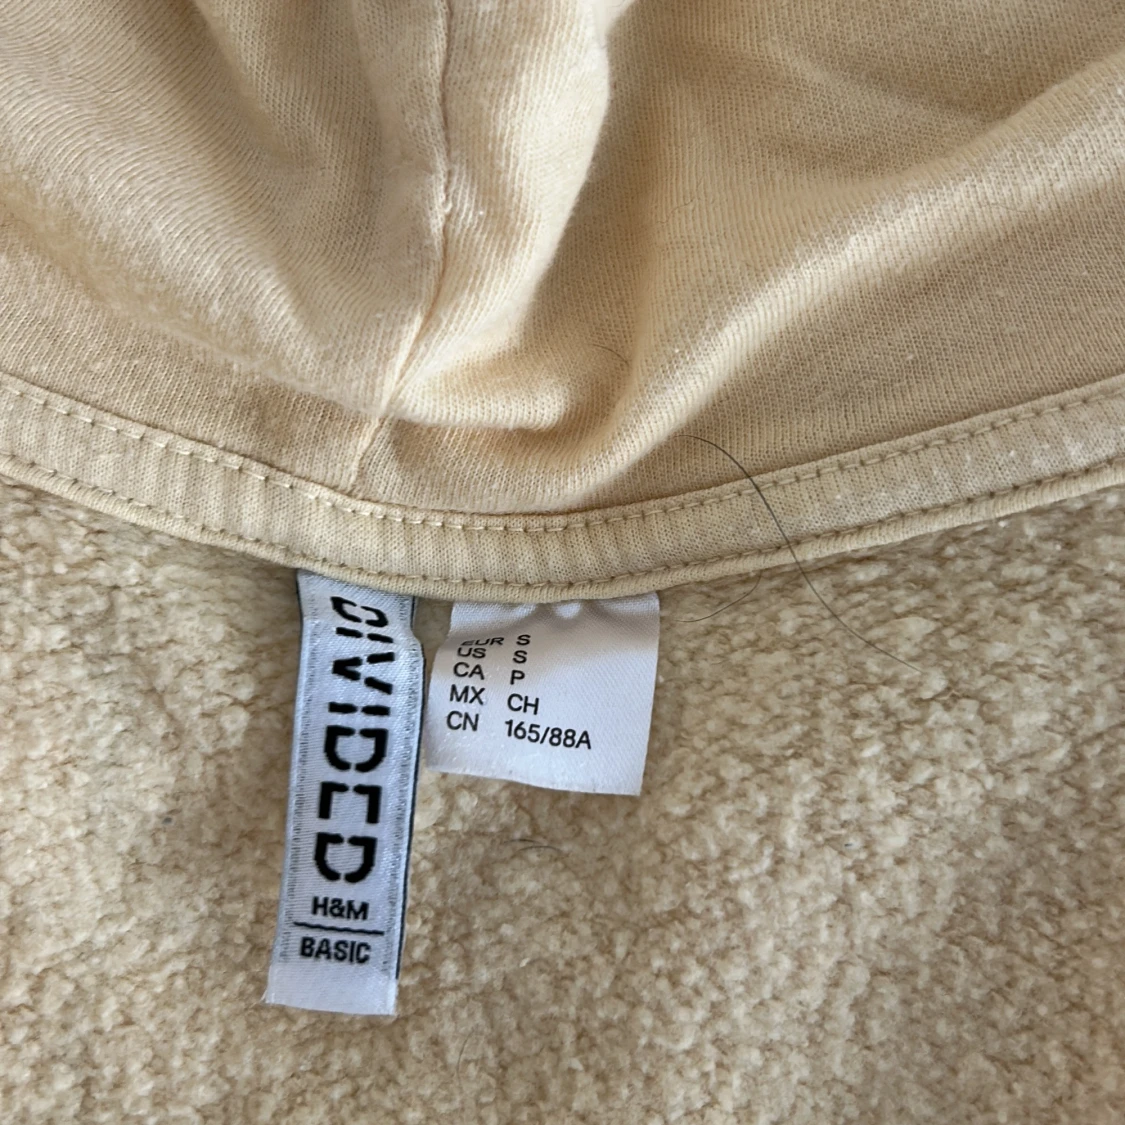 DIVIDED
H&M
BASIC
EUR S
US S
CA P
MX CH
CN 165/88A